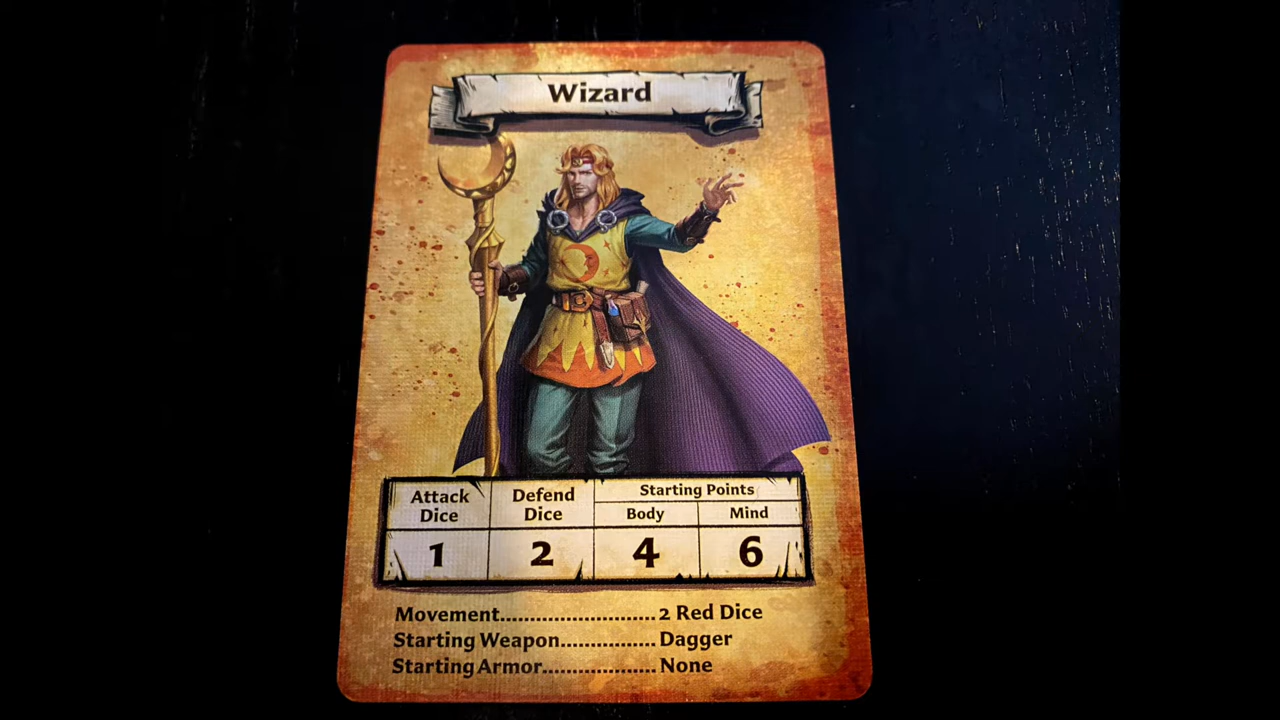 Wizard
Attack Dice
Defend Dice
Starting Points
Body
Mind
1
2
4
6
Movement..........................2 Red Dice
Starting Weapon................Dagger
Starting Armor...................None